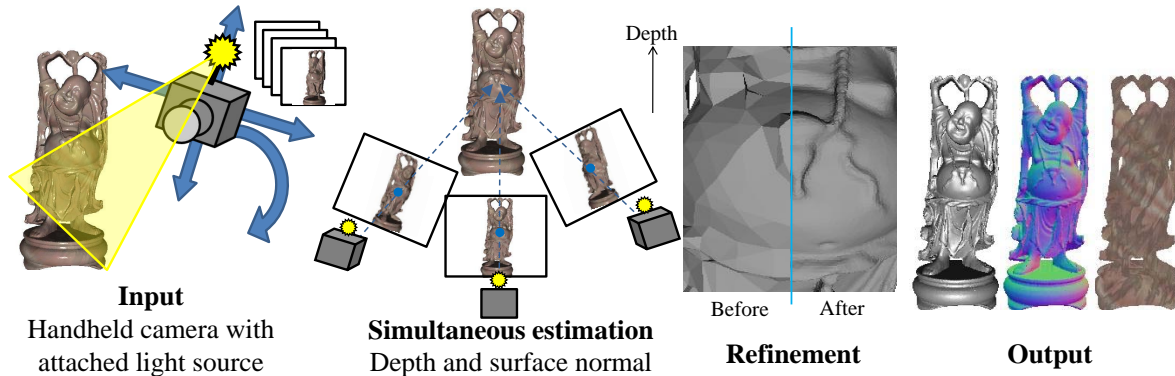 Depth
Before
After
Input
Handheld camera with
attached light source
Simultaneous estimation
Depth and surface normal
Refinement
Output